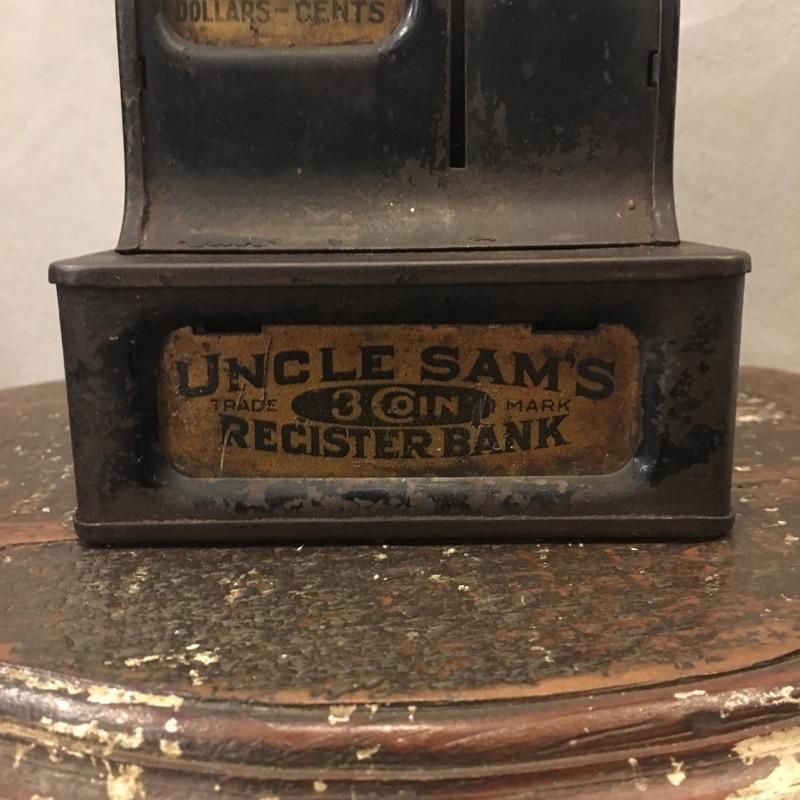 DOLLARS-CENTS
UNCLE SAM'S
TRADE 3 COIN MARK
REGISTER BANK